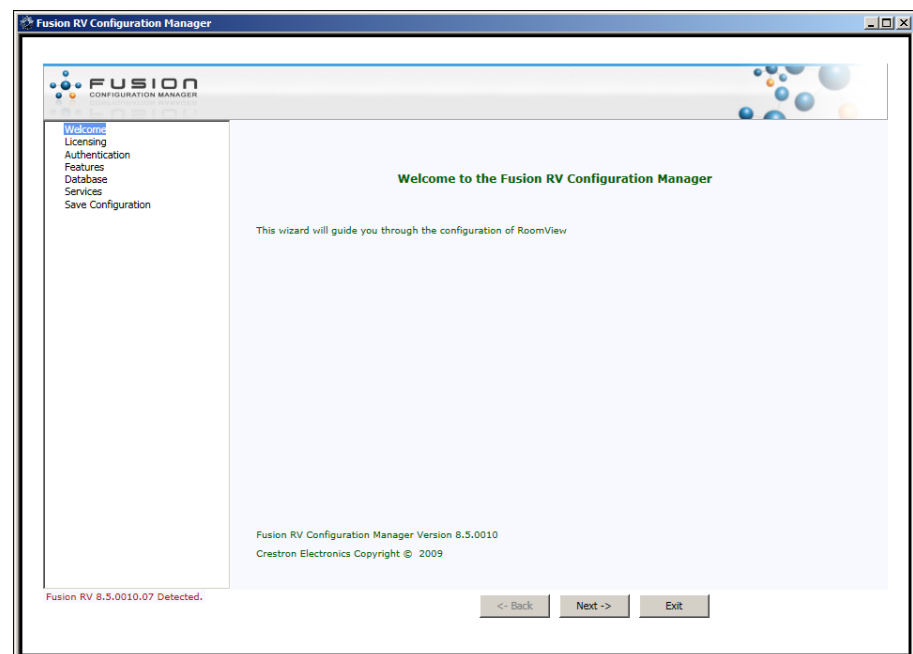 Fusion RV Configuration Manager
FUSION
CONFIGURATION MANAGER
Welcome
Licensing
Authentication
Features
Database
Services
Save Configuration
Welcome to the Fusion RV Configuration Manager
This wizard will guide you through the configuration of RoomView
Fusion RV Configuration Manager Version 8.5.0010
Crestron Electronics Copyright © 2009
Fusion RV 8.5.0010.07 Detected.
<- Back Next -> Exit